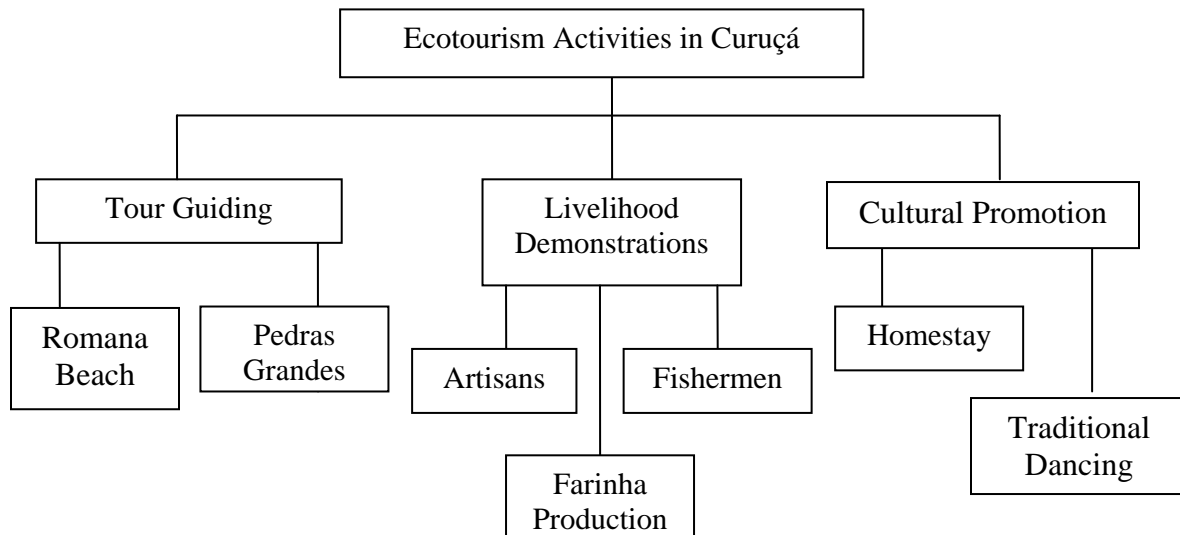 Ecotourism Activities in Curuçá
Tour Guiding
Livelihood
Demonstrations
Cultural Promotion
Romana
Beach
Pedras
Grandes
Artisans
Fishermen
Homestay
Farinha
Production
Traditional
Dancing